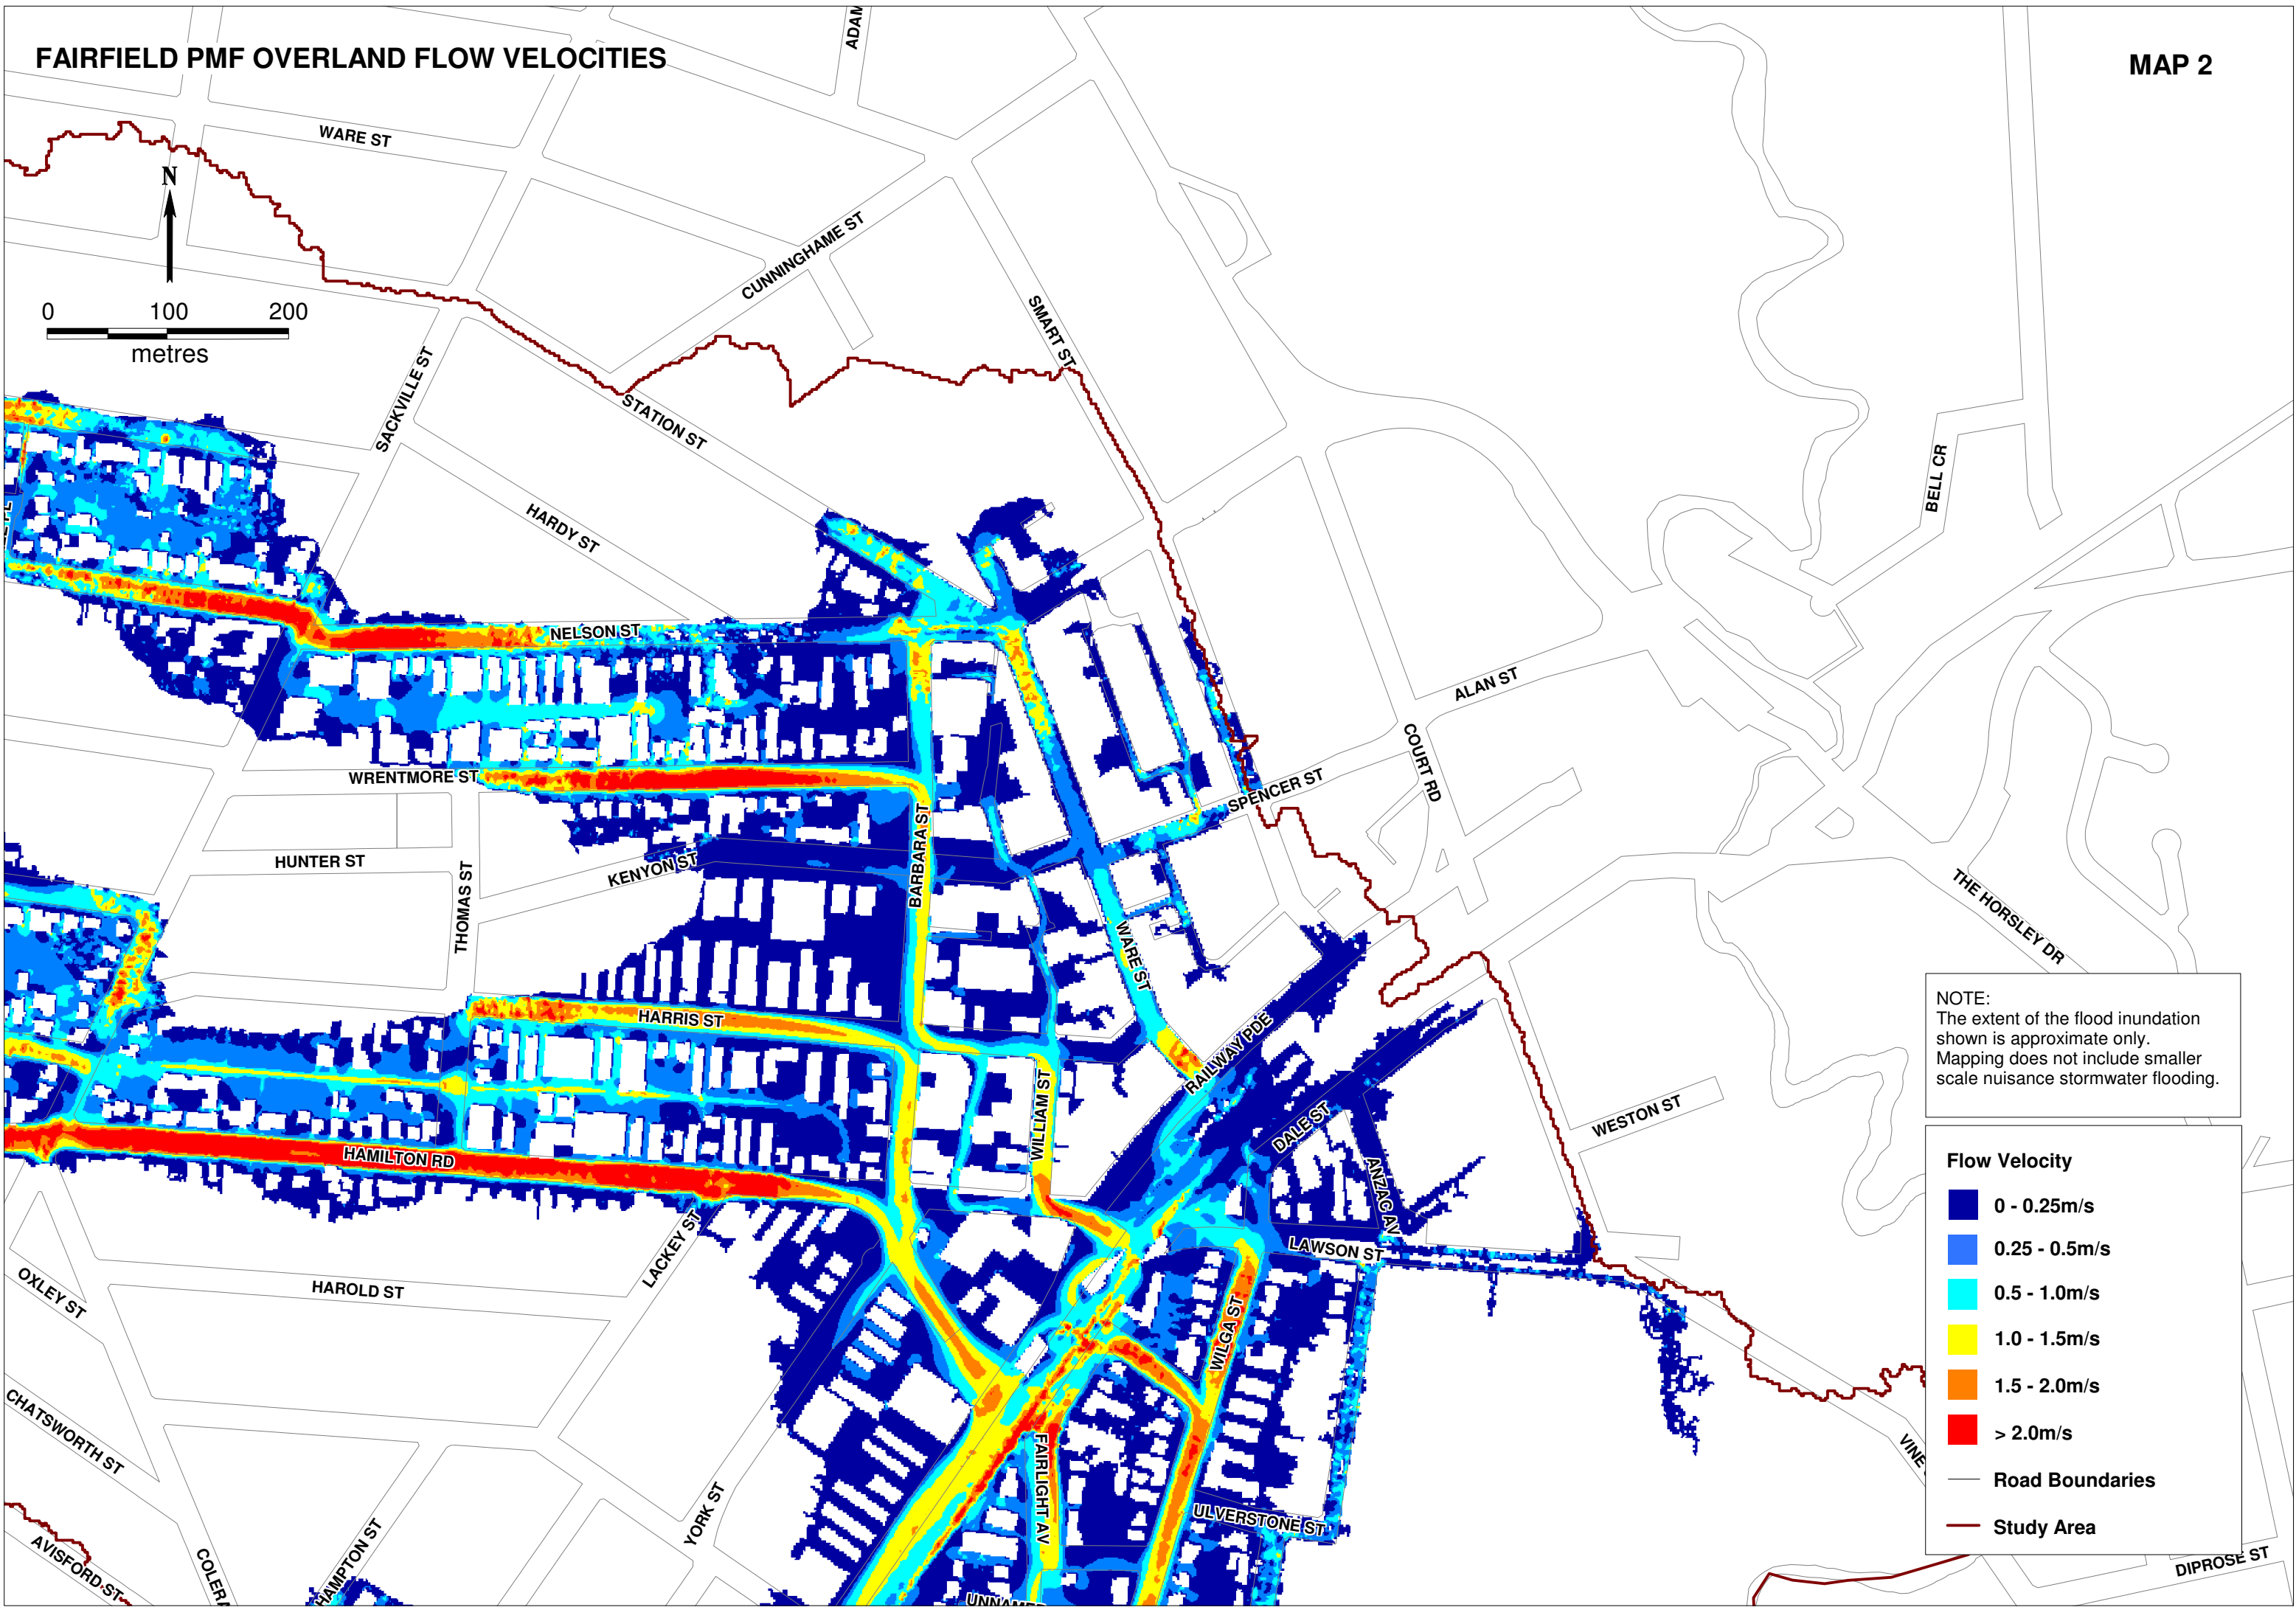 FAIRFIELD PMF OVERLAND FLOW VELOCITIES
MAP 2
ADAM
WARE ST
N
0 100 200
metres
CUNNINGHAME ST
SMART ST
SACKVILLE ST
STATION ST
HARDY ST
BELL CR
NELSON ST
ALAN ST
COURT RD
WRENTMORE ST
SPENCER ST
BARBARA ST
HUNTER ST
KENYON ST
THOMAS ST
THE HORSLEY DR
WARE ST
HARRIS ST
RAILWAY PDE
NOTE:
The extent of the flood inundation
shown is approximate only.
Mapping does not include smaller
scale nuisance stormwater flooding.
WILLIAM ST
DALE ST
WESTON ST
HAMILTON RD
ANZAC AV
LAWSON ST
LACKEY ST
HAROLD ST
OXLEY ST
WILGA ST
Flow Velocity
0 - 0.25m/s
0.25 - 0.5m/s
0.5 - 1.0m/s
1.0 - 1.5m/s
1.5 - 2.0m/s
> 2.0m/s
Road Boundaries
Study Area
CHATSWORTH ST
VINE
FAIRLIGHT AV
YORK ST
ULVERSTONE ST
AVISFORD ST
COLERA
HAMPTON ST
DIPROSE ST
UNNAMED